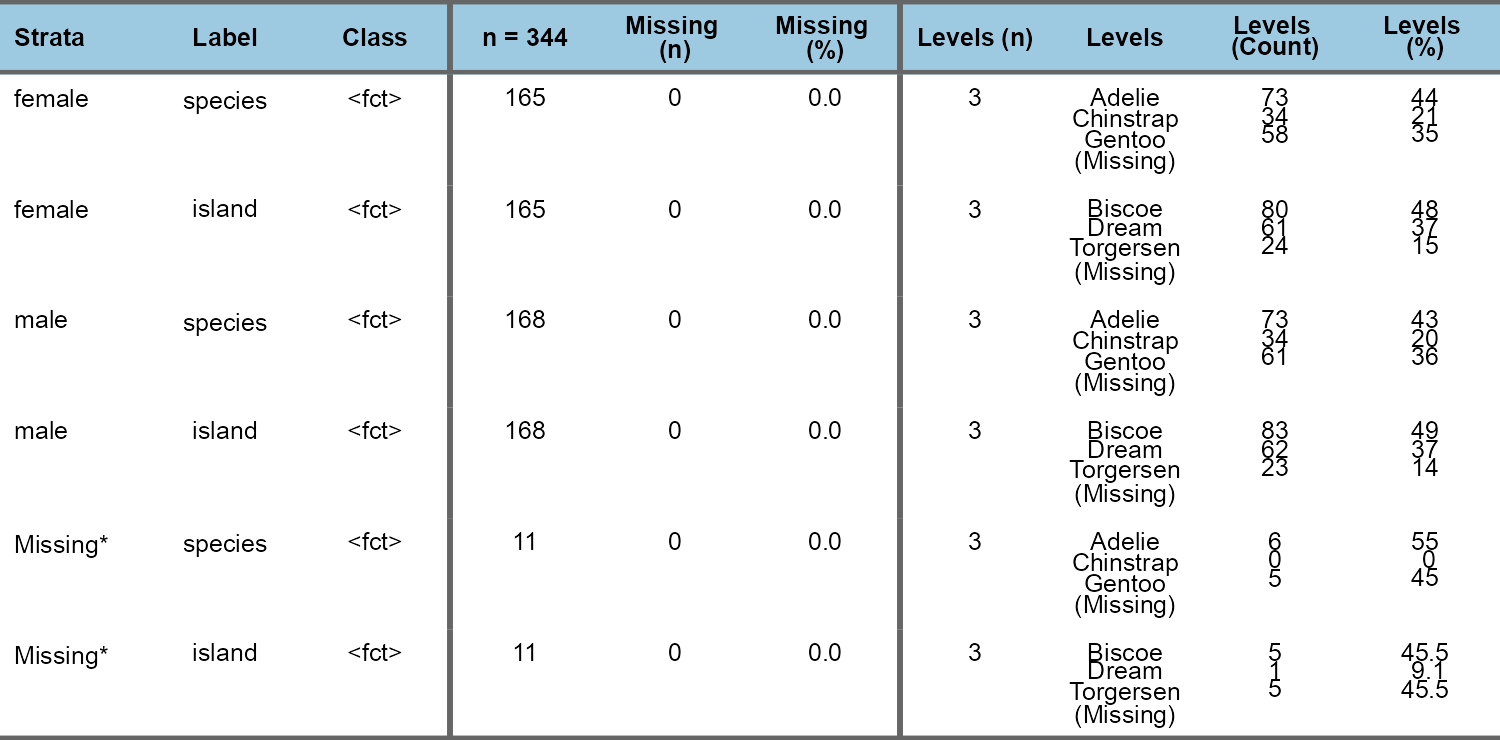 Strata Label Class n = 344 Missing (n) Missing (%) Levels (n) Levels Levels (Count) Levels (%)
female species <fct> 165 0 0.0 3 Adelie 73 44
Chinstrap 34 21
Gentoo 58 35
(Missing)
female island <fct> 165 0 0.0 3 Biscoe 80 48
Dream 61 37
Torgersen 24 15
(Missing)
male species <fct> 168 0 0.0 3 Adelie 73 43
Chinstrap 34 20
Gentoo 61 36
(Missing)
male island <fct> 168 0 0.0 3 Biscoe 83 49
Dream 62 37
Torgersen 23 14
(Missing)
Missing* species <fct> 11 0 0.0 3 Adelie 6 55
Chinstrap 0 0
Gentoo 5 45
(Missing)
Missing* island <fct> 11 0 0.0 3 Biscoe 5 45.5
Dream 1 9.1
Torgersen 5 45.5
(Missing)